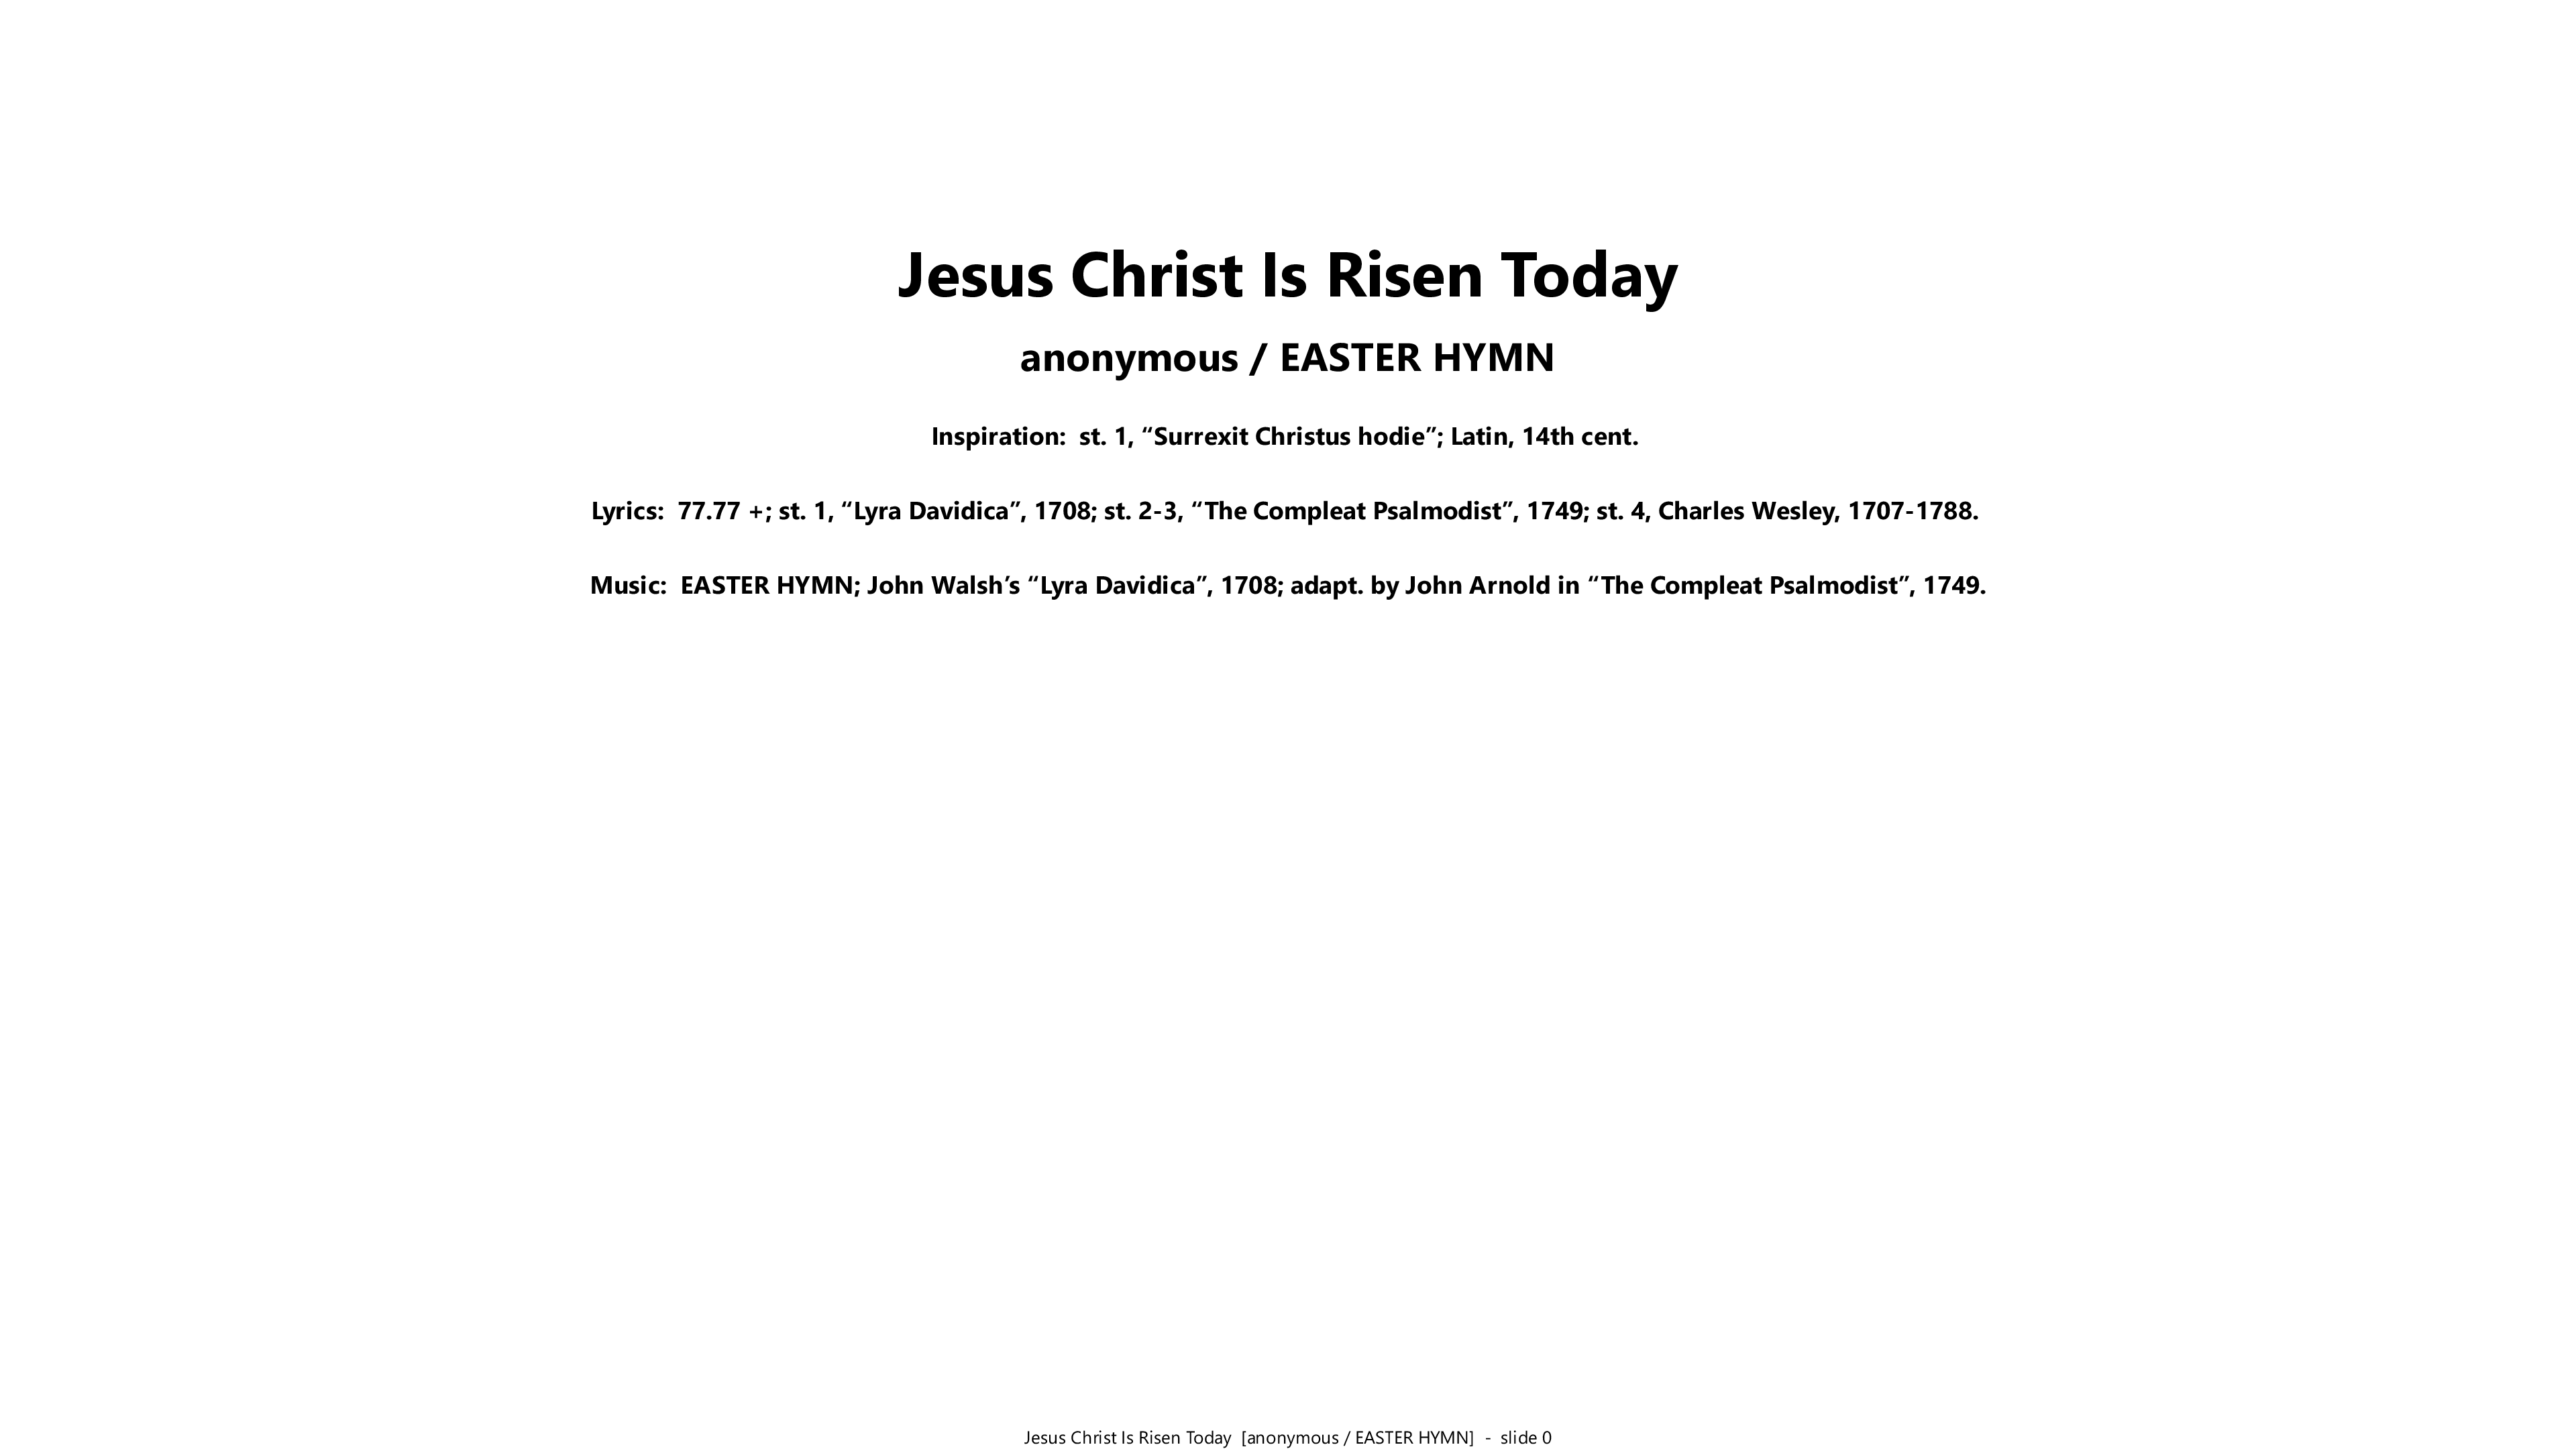 Jesus Christ Is Risen Today
anonymous / EASTER HYMN
Inspiration:  st. 1, “Surrexit Christus hodie”; Latin, 14th cent.
Lyrics:  77.77 +; st. 1, “Lyra Davidica”, 1708; st. 2-3, “The Compleat Psalmodist”, 1749; st. 4, Charles Wesley, 1707-1788.
Music:  EASTER HYMN; John Walsh’s “Lyra Davidica”, 1708; adapt. by John Arnold in “The Compleat Psalmodist”, 1749.
Jesus Christ Is Risen Today  [anonymous / EASTER HYMN]  -  slide 0